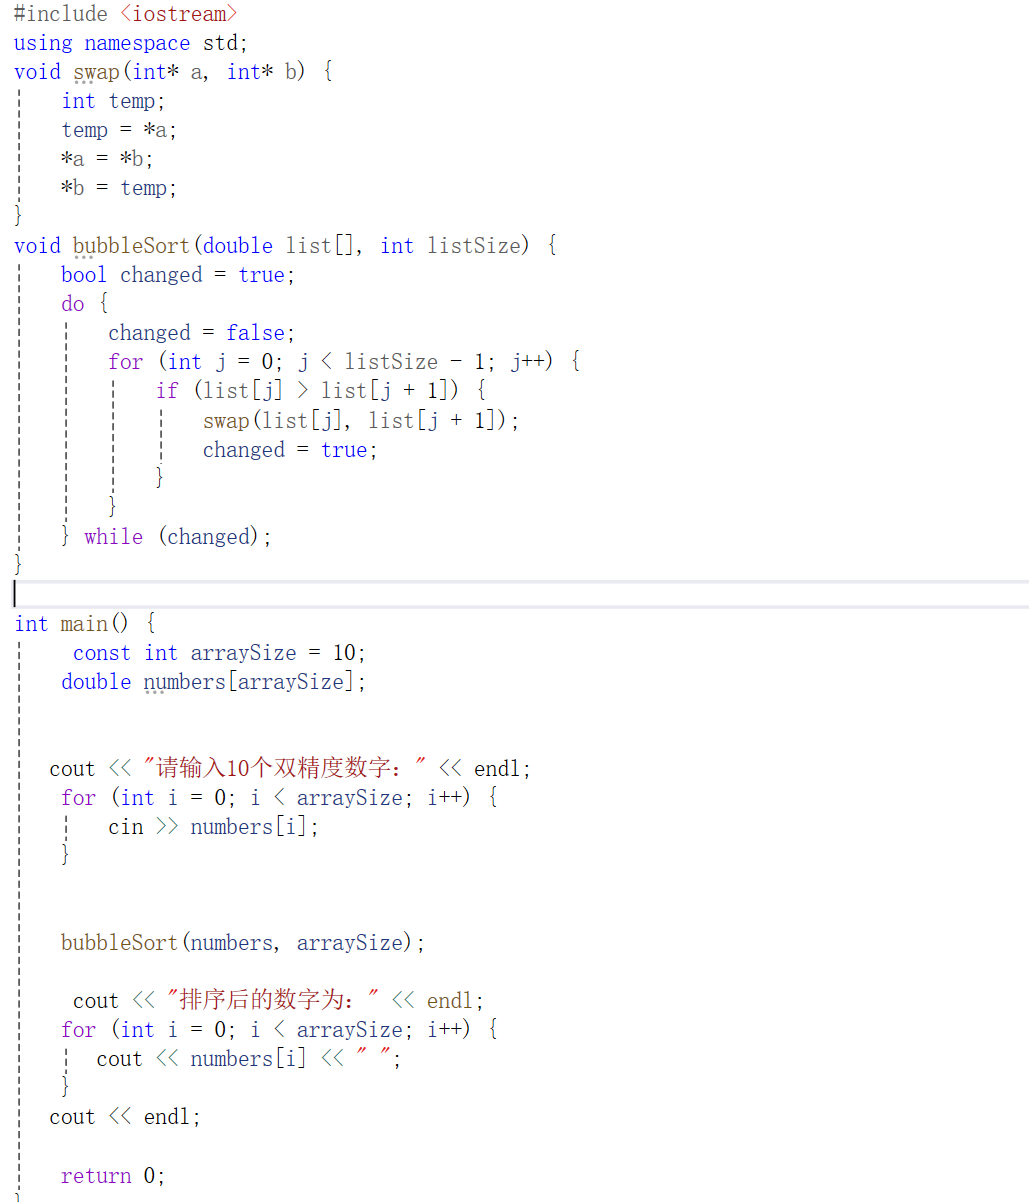 #include <iostream>
using namespace std;
void swap(int* a, int* b) {
int temp;
temp = *a;
*a = *b;
*b = temp;
}
void bubbleSort(double list[], int listSize) {
bool changed = true;
do {
changed = false;
for (int j = 0; j < listSize - 1; j++) {
if (list[j] > list[j + 1]) {
swap(list[j], list[j + 1]);
changed = true;
}
}
} while (changed);
}
int main() {
const int arraySize = 10;
double numbers[arraySize];
cout << "请输入10个双精度数字：" << endl;
for (int i = 0; i < arraySize; i++) {
cin >> numbers[i];
}
bubbleSort(numbers, arraySize);
cout << "排序后的数字为：" << endl;
for (int i = 0; i < arraySize; i++) {
cout << numbers[i] << " ";
}
cout << endl;
return 0;
}